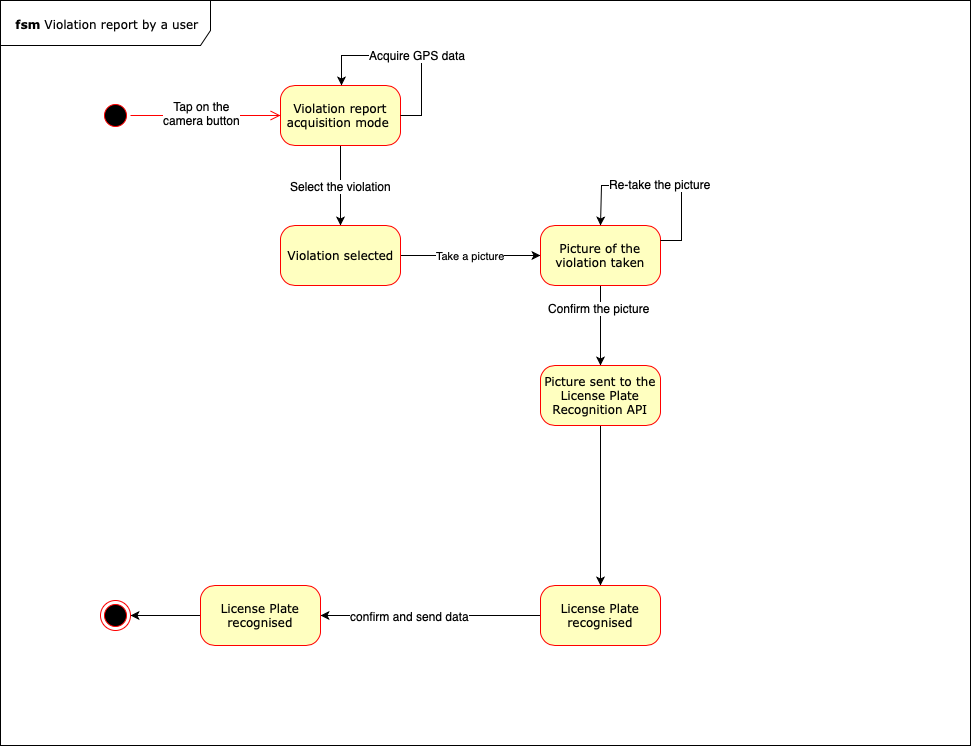 fsm Violation report by a user
Acquire GPS data
Tap on the
camera button
Violation report
acquisition mode
Select the violation
Re-take the picture
Violation selected
Take a picture
Picture of the
violation taken
Confirm the picture
Picture sent to the
License Plate
Recognition API
License Plate
recognised
confirm and send data
License Plate
recognised